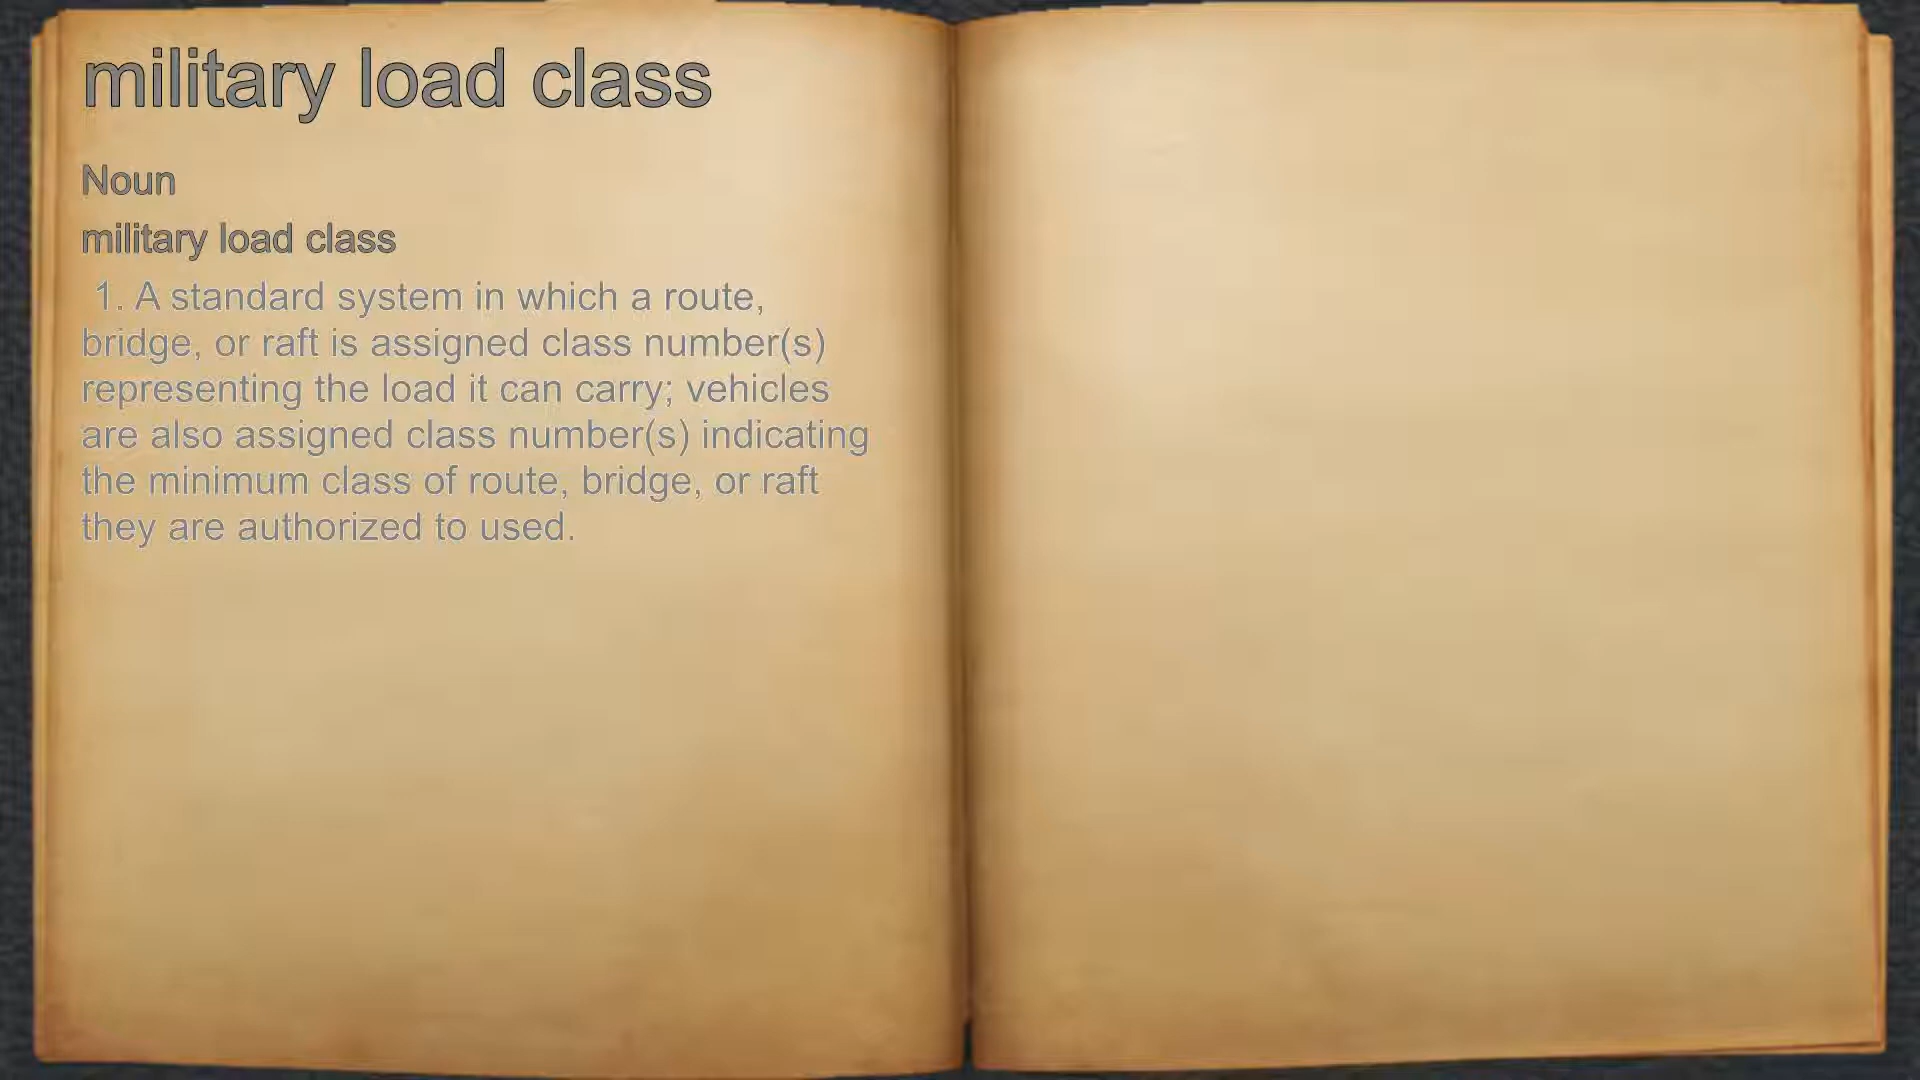 military load class
Noun
military load class
1. A standard system in which a route,
bridge, or raft is assigned class number(s)
representing the load it can carry; vehicles
are also assigned class number(s) indicating
the minimum class of route, bridge, or raft
they are authorized to used.